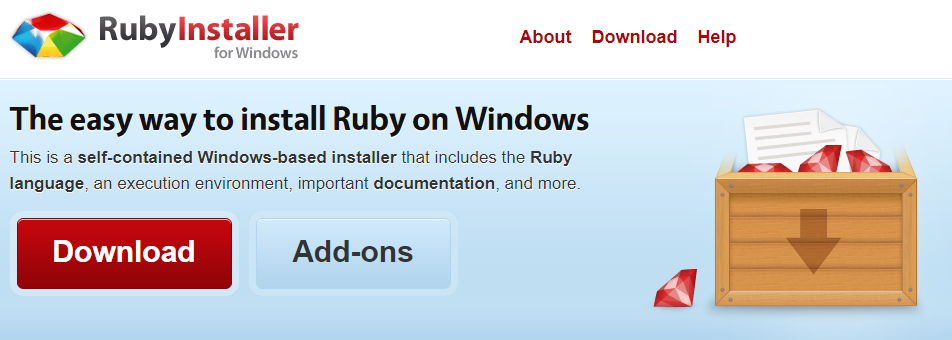 RubyInstaller
for Windows
About Download Help
The easy way to install Ruby on Windows
This is a self-contained Windows-based installer that includes the Ruby
language, an execution environment, important documentation, and more.
Download Add-ons